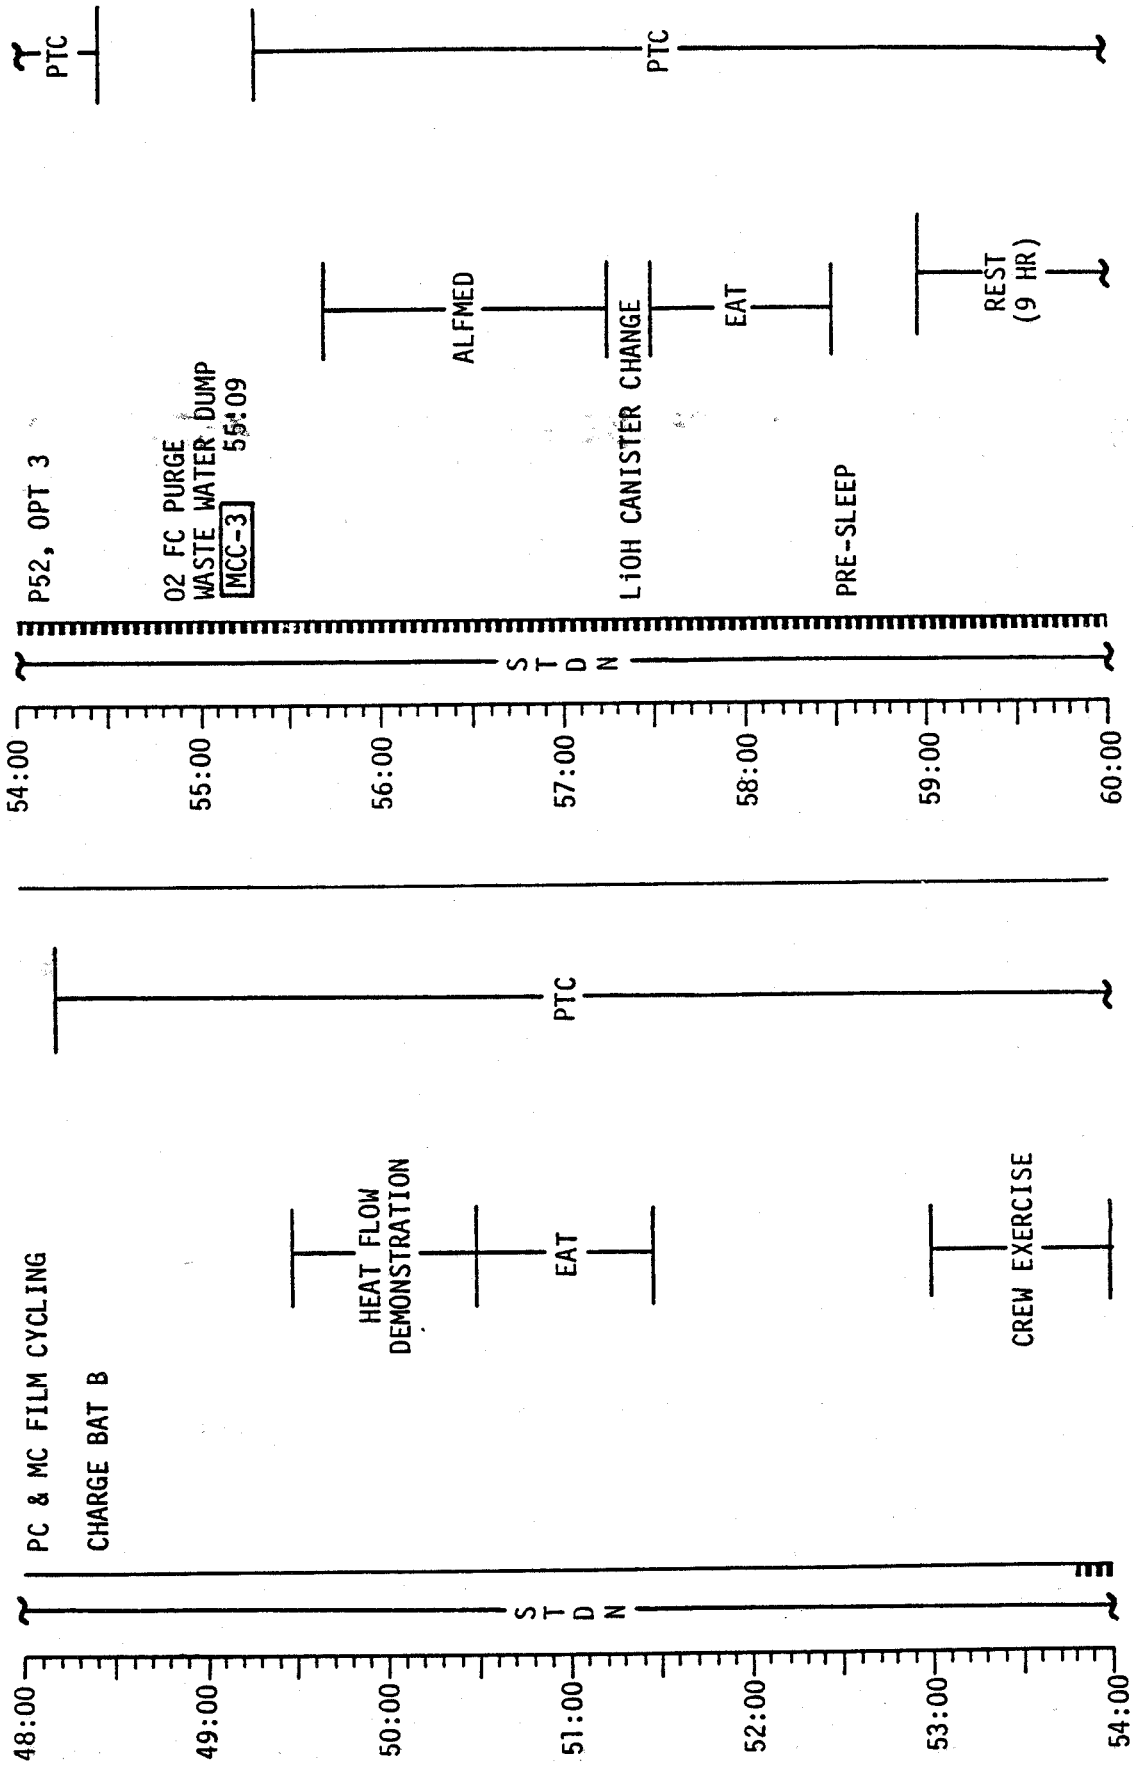 48:00
49:00
50:00
51:00
52:00
53:00
54:00
STDN
PC & MC FILM CYCLING
CHARGE BAT B
HEAT FLOW
DEMONSTRATION
EAT
CREW EXERCISE
PTC
54:00
55:00
56:00
57:00
58:00
59:00
60:00
STDN
P52, OPT 3
O2 FC PURGE
WASTE WATER DUMP
MCC-3 55:09
ALFMED
LiOH CANISTER CHANGE
EAT
PRE-SLEEP
REST
(9 HR)
PTC
PTC